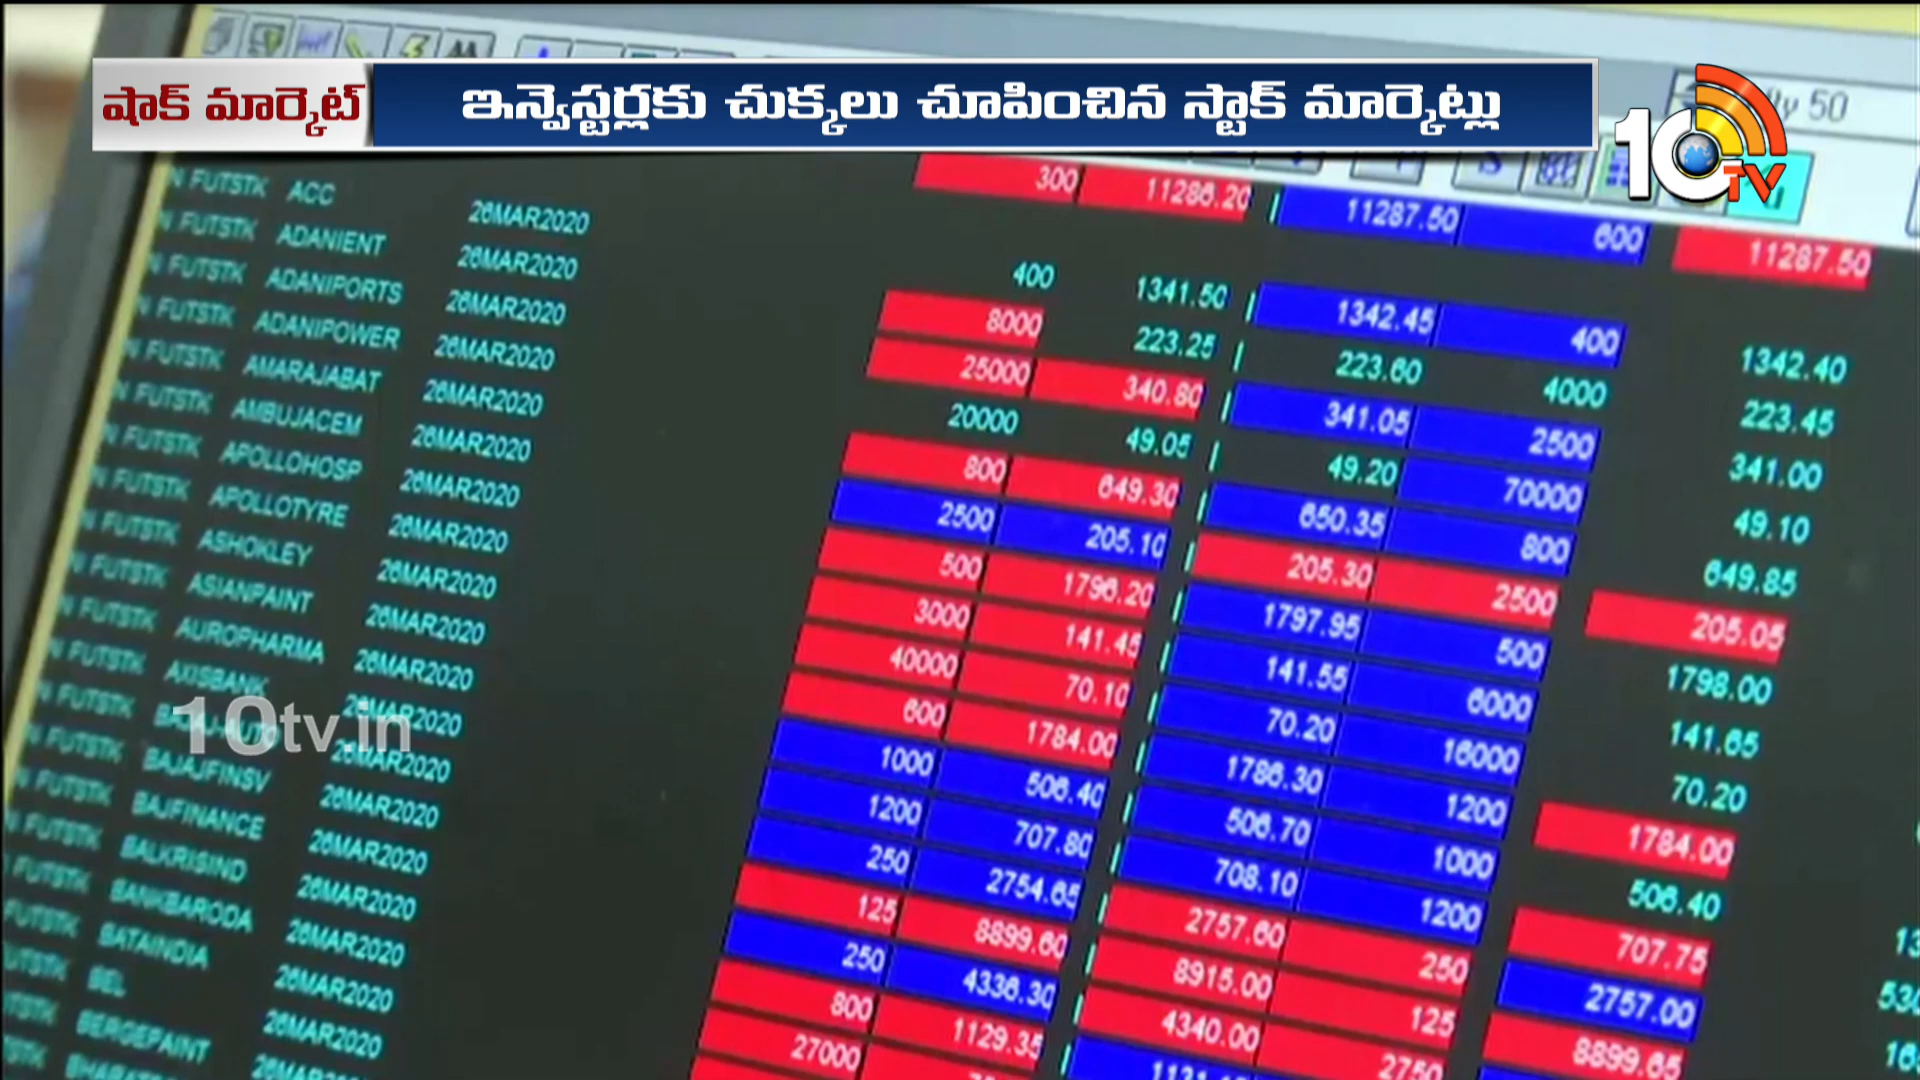 షాక్ మార్కెట్ ఇన్వెస్టర్లకు చుక్కలు చూపించిన స్టాక్ మార్కెట్లు
10TV
50
300 11286.20 11287.50 600 11287.50
N FUTSTK ACC 26MAR2020 400 1341.50 1342.45 400 1342.40
N FUTSTK ADANIENT 26MAR2020 8000 223.25 223.60 4000 223.45
N FUTSTK ADANIPORTS 26MAR2020 25000 340.80 341.05 2500 341.00
N FUTSTK ADANIPOWER 26MAR2020 20000 49.05 49.20 70000 49.10
N FUTSTK AMARAJABAT 26MAR2020 800 649.30 650.35 800 649.85
N FUTSTK AMBUJACEM 26MAR2020 2500 205.10 205.30 2500 205.05
N FUTSTK APOLLOHOSP 26MAR2020 500 1796.20 1797.95 500 1798.00
N FUTSTK APOLLOTYRE 26MAR2020 3000 141.45 141.55 6000 141.65
N FUTSTK ASHOKLEY 26MAR2020 40000 70.10 70.20 16000 70.20
N FUTSTK ASIANPAINT 26MAR2020 600 1784.00 1786.30 1200 1784.00
N FUTSTK AUROPHARMA 26MAR2020 1000 506.40 506.70 1000 506.40
N FUTSTK AXISBANK 26MAR2020 1200 707.80 708.10 1200 707.75
N FUTSTK BAJAJ-AUTO 26MAR2020 250 2754.65 2757.60 250 2757.00
N FUTSTK BAJAJFINSV 26MAR2020 125 8899.60 8915.00 125 8899.65
N FUTSTK BAJFINANCE 26MAR2020 250 4336.30 4340.00 2750
N FUTSTK BALKRISIND 26MAR2020 800 1129.35
FUTSTK BANKBARODA 26MAR2020 27000
FUTSTK BATAINDIA 26MAR2020
BEL 26MAR2020
BERGEPAINT
10tv.in